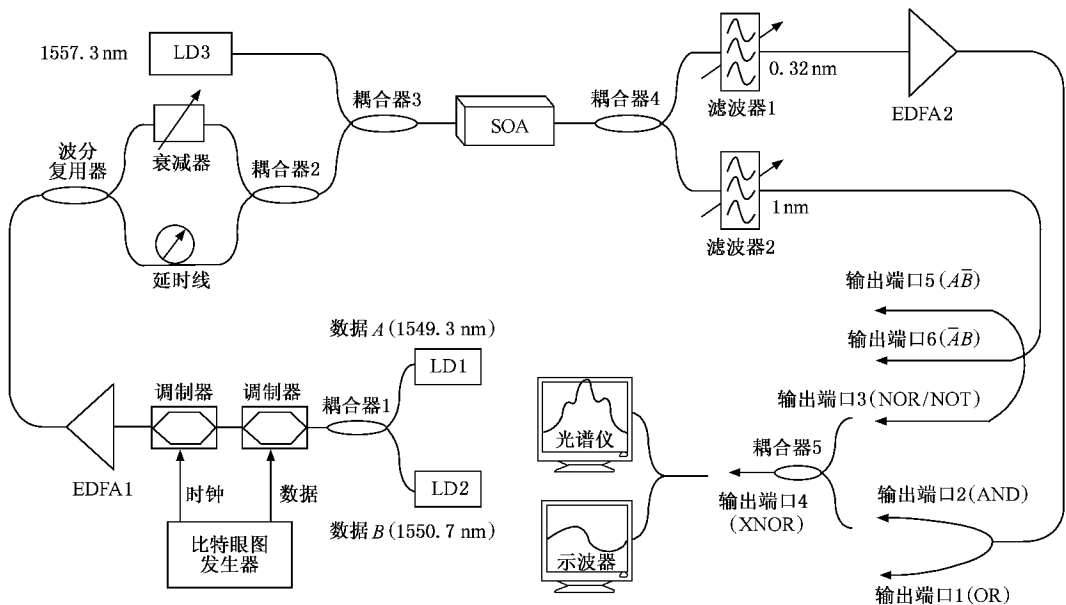 1557.3 nm
LD3
耦合器3
SOA
耦合器4
0.32 nm
滤波器1
EDFA2
波分
复用器
衰减器
耦合器2
延时线
1 nm
滤波器2
输出端口5(AB̅)
输出端口6(A̅B)
输出端口3(NOR/NOT)
数据A(1549.3 nm)
LD1
调制器
调制器
耦合器1
EDFA1
时钟
数据
LD2
数据B(1550.7 nm)
比特眼图
发生器
光谱仪
示波器
耦合器5
输出端口4
(XNOR)
输出端口2(AND)
输出端口1(OR)